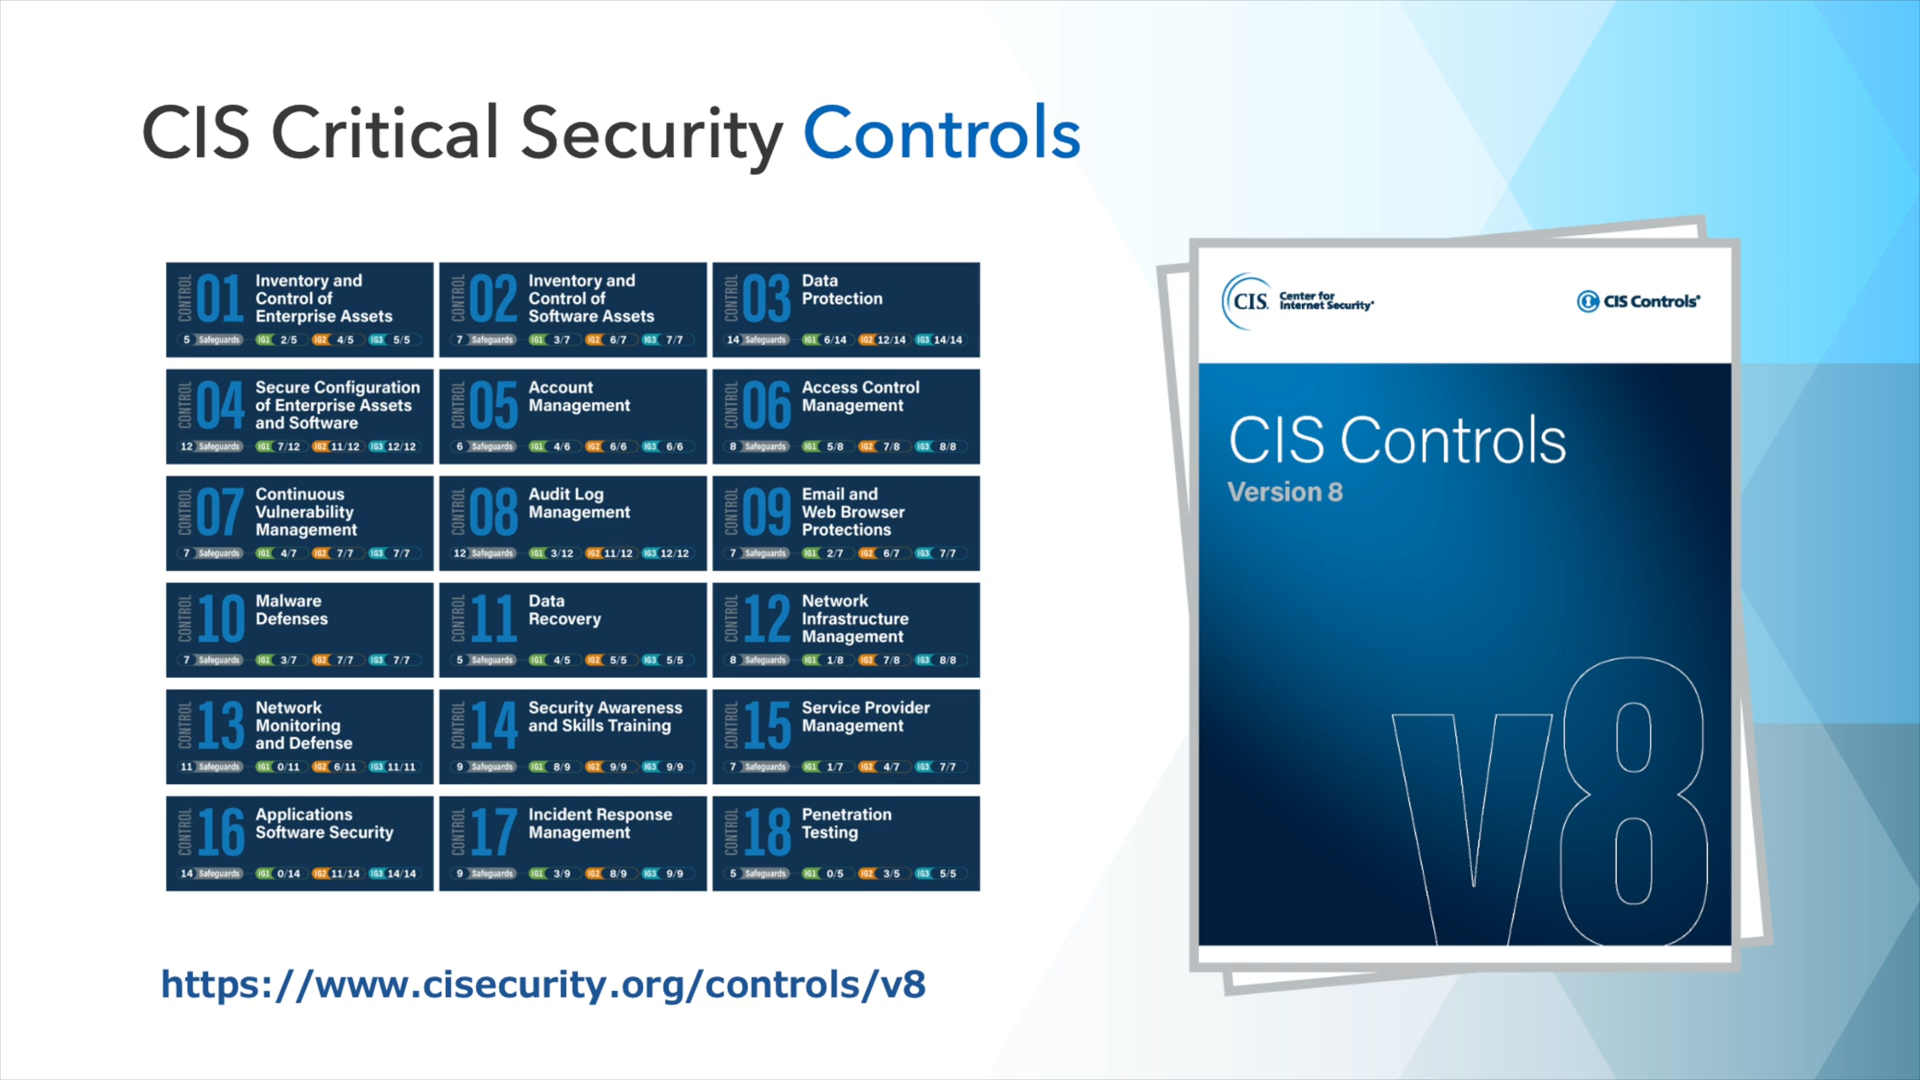 CIS Critical Security Controls
CONTROL 01 Inventory and
Control of
Enterprise Assets
5 Safeguards IG1 2/5 IG2 4/5 IG3 5/5
CONTROL 02 Inventory and
Control of
Software Assets
7 Safeguards IG1 3/7 IG2 6/7 IG3 7/7
CONTROL 03 Data
Protection
14 Safeguards IG1 6/14 IG2 12/14 IG3 14/14
CONTROL 04 Secure Configuration
of Enterprise Assets
and Software
12 Safeguards IG1 7/12 IG2 11/12 IG3 12/12
CONTROL 05 Account
Management
6 Safeguards IG1 4/6 IG2 6/6 IG3 6/6
CONTROL 06 Access Control
Management
8 Safeguards IG1 5/8 IG2 7/8 IG3 8/8
CONTROL 07 Continuous
Vulnerability
Management
7 Safeguards IG1 4/7 IG2 7/7 IG3 7/7
CONTROL 08 Audit Log
Management
12 Safeguards IG1 3/12 IG2 11/12 IG3 12/12
CONTROL 09 Email and
Web Browser
Protections
7 Safeguards IG1 2/7 IG2 6/7 IG3 7/7
CONTROL 10 Malware
Defenses
7 Safeguards IG1 3/7 IG2 7/7 IG3 7/7
CONTROL 11 Data
Recovery
5 Safeguards IG1 4/5 IG2 5/5 IG3 5/5
CONTROL 12 Network
Infrastructure
Management
8 Safeguards IG1 1/8 IG2 7/8 IG3 8/8
CONTROL 13 Network
Monitoring
and Defense
11 Safeguards IG1 0/11 IG2 6/11 IG3 11/11
CONTROL 14 Security Awareness
and Skills Training
9 Safeguards IG1 8/9 IG2 9/9 IG3 9/9
CONTROL 15 Service Provider
Management
7 Safeguards IG1 1/7 IG2 4/7 IG3 7/7
CONTROL 16 Applications
Software Security
14 Safeguards IG1 0/14 IG2 11/14 IG3 14/14
CONTROL 17 Incident Response
Management
9 Safeguards IG1 3/9 IG2 8/9 IG3 9/9
CONTROL 18 Penetration
Testing
5 Safeguards IG1 0/5 IG2 3/5 IG3 5/5
https://www.cisecurity.org/controls/v8
CIS. Center for
Internet Security®
CIS Controls®
CIS Controls
Version 8
v8